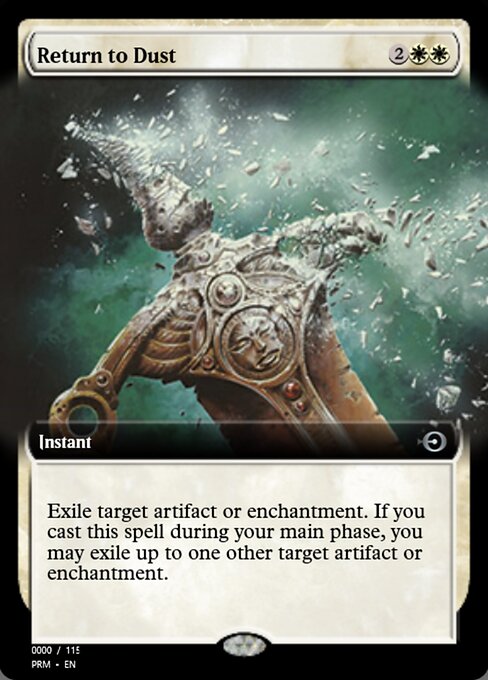 Return to Dust 2
Instant
Exile target artifact or enchantment. If you
cast this spell during your main phase, you
may exile up to one other target artifact or
enchantment.
0000 / 115
PRM • EN